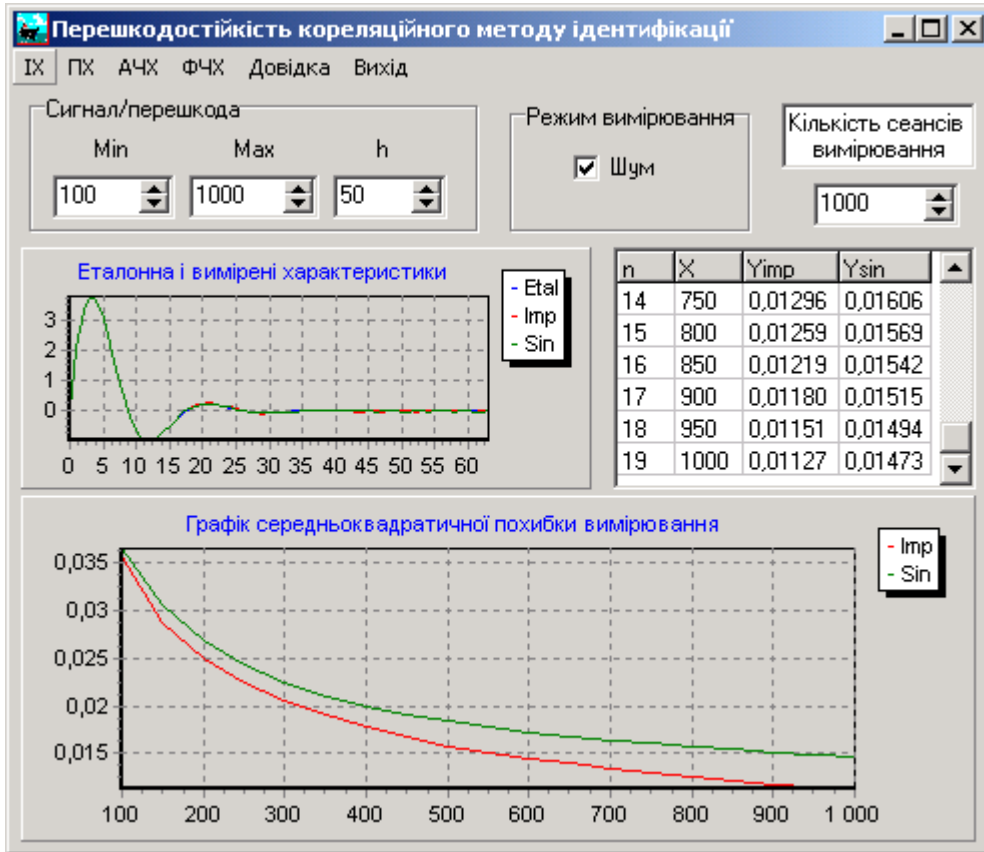 Перешкодостійкість кореляційного методу ідентифікації
ІХ ПХ АЧХ ФЧХ Довідка Вихід
Сигнал/перешкода
Min Max h
100 1000 50
Режим вимірювання
Шум
Кількість сеансів
вимірювання
1000
Еталонна і вимірені характеристики
Etal
Imp
Sin
3
2
1
0
0 5 10 15 20 25 30 35 40 45 50 55 60
n X Yimp Ysin
14 750 0,01296 0,01606
15 800 0,01259 0,01569
16 850 0,01219 0,01542
17 900 0,01180 0,01515
18 950 0,01151 0,01494
19 1000 0,01127 0,01473
Графік середньоквадратичної похибки вимірювання
Imp
Sin
0,035
0,03
0,025
0,02
0,015
100 200 300 400 500 600 700 800 900 1 000